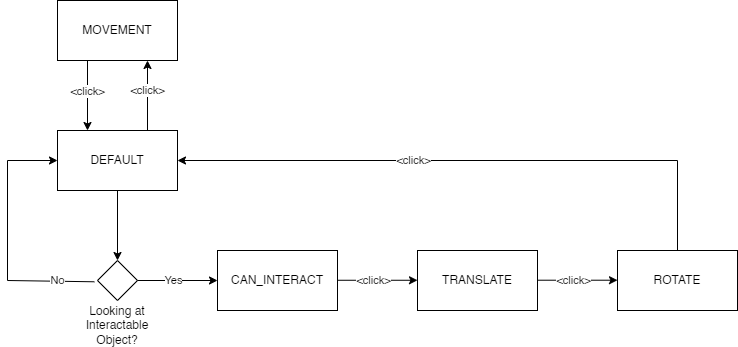 MOVEMENT
<click>
<click>
DEFAULT
<click>
No
Yes
CAN_INTERACT
<click>
TRANSLATE
<click>
ROTATE
Looking at
Interactable
Object?